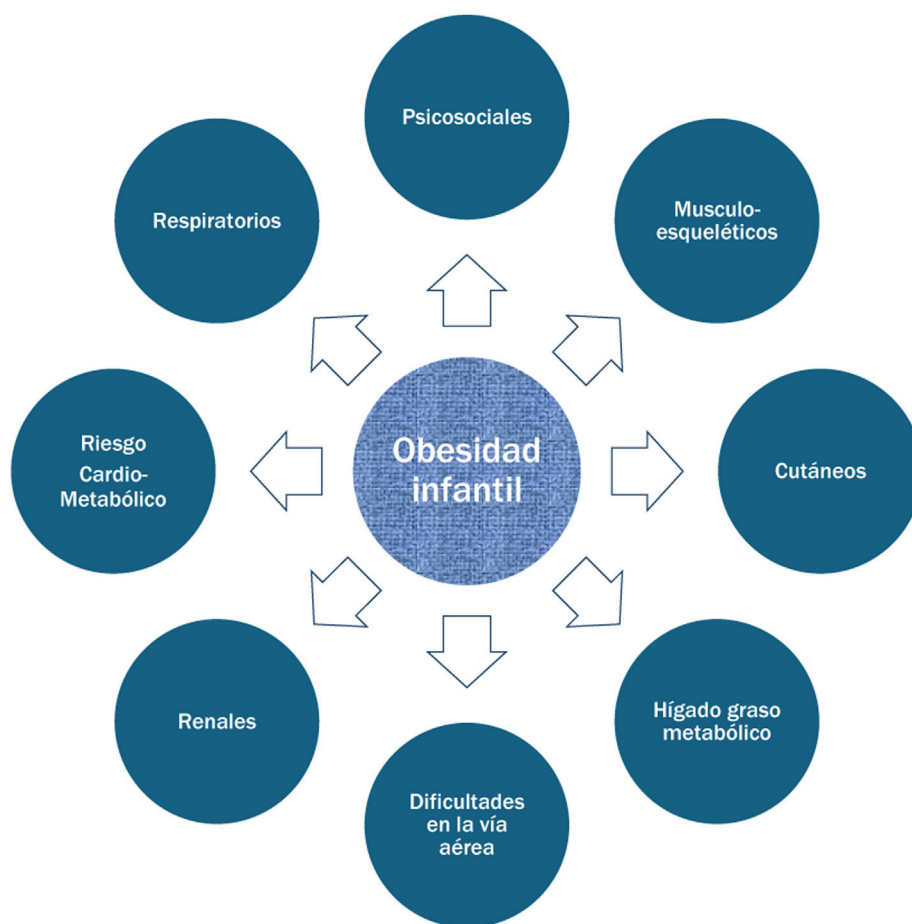 Psicosociales
Respiratorios
Musculo-
esqueléticos
Riesgo
Cardio-
Metabólico
Obesidad
infantil
Cutáneos
Renales
Hígado graso
metabólico
Dificultades
en la vía
aérea